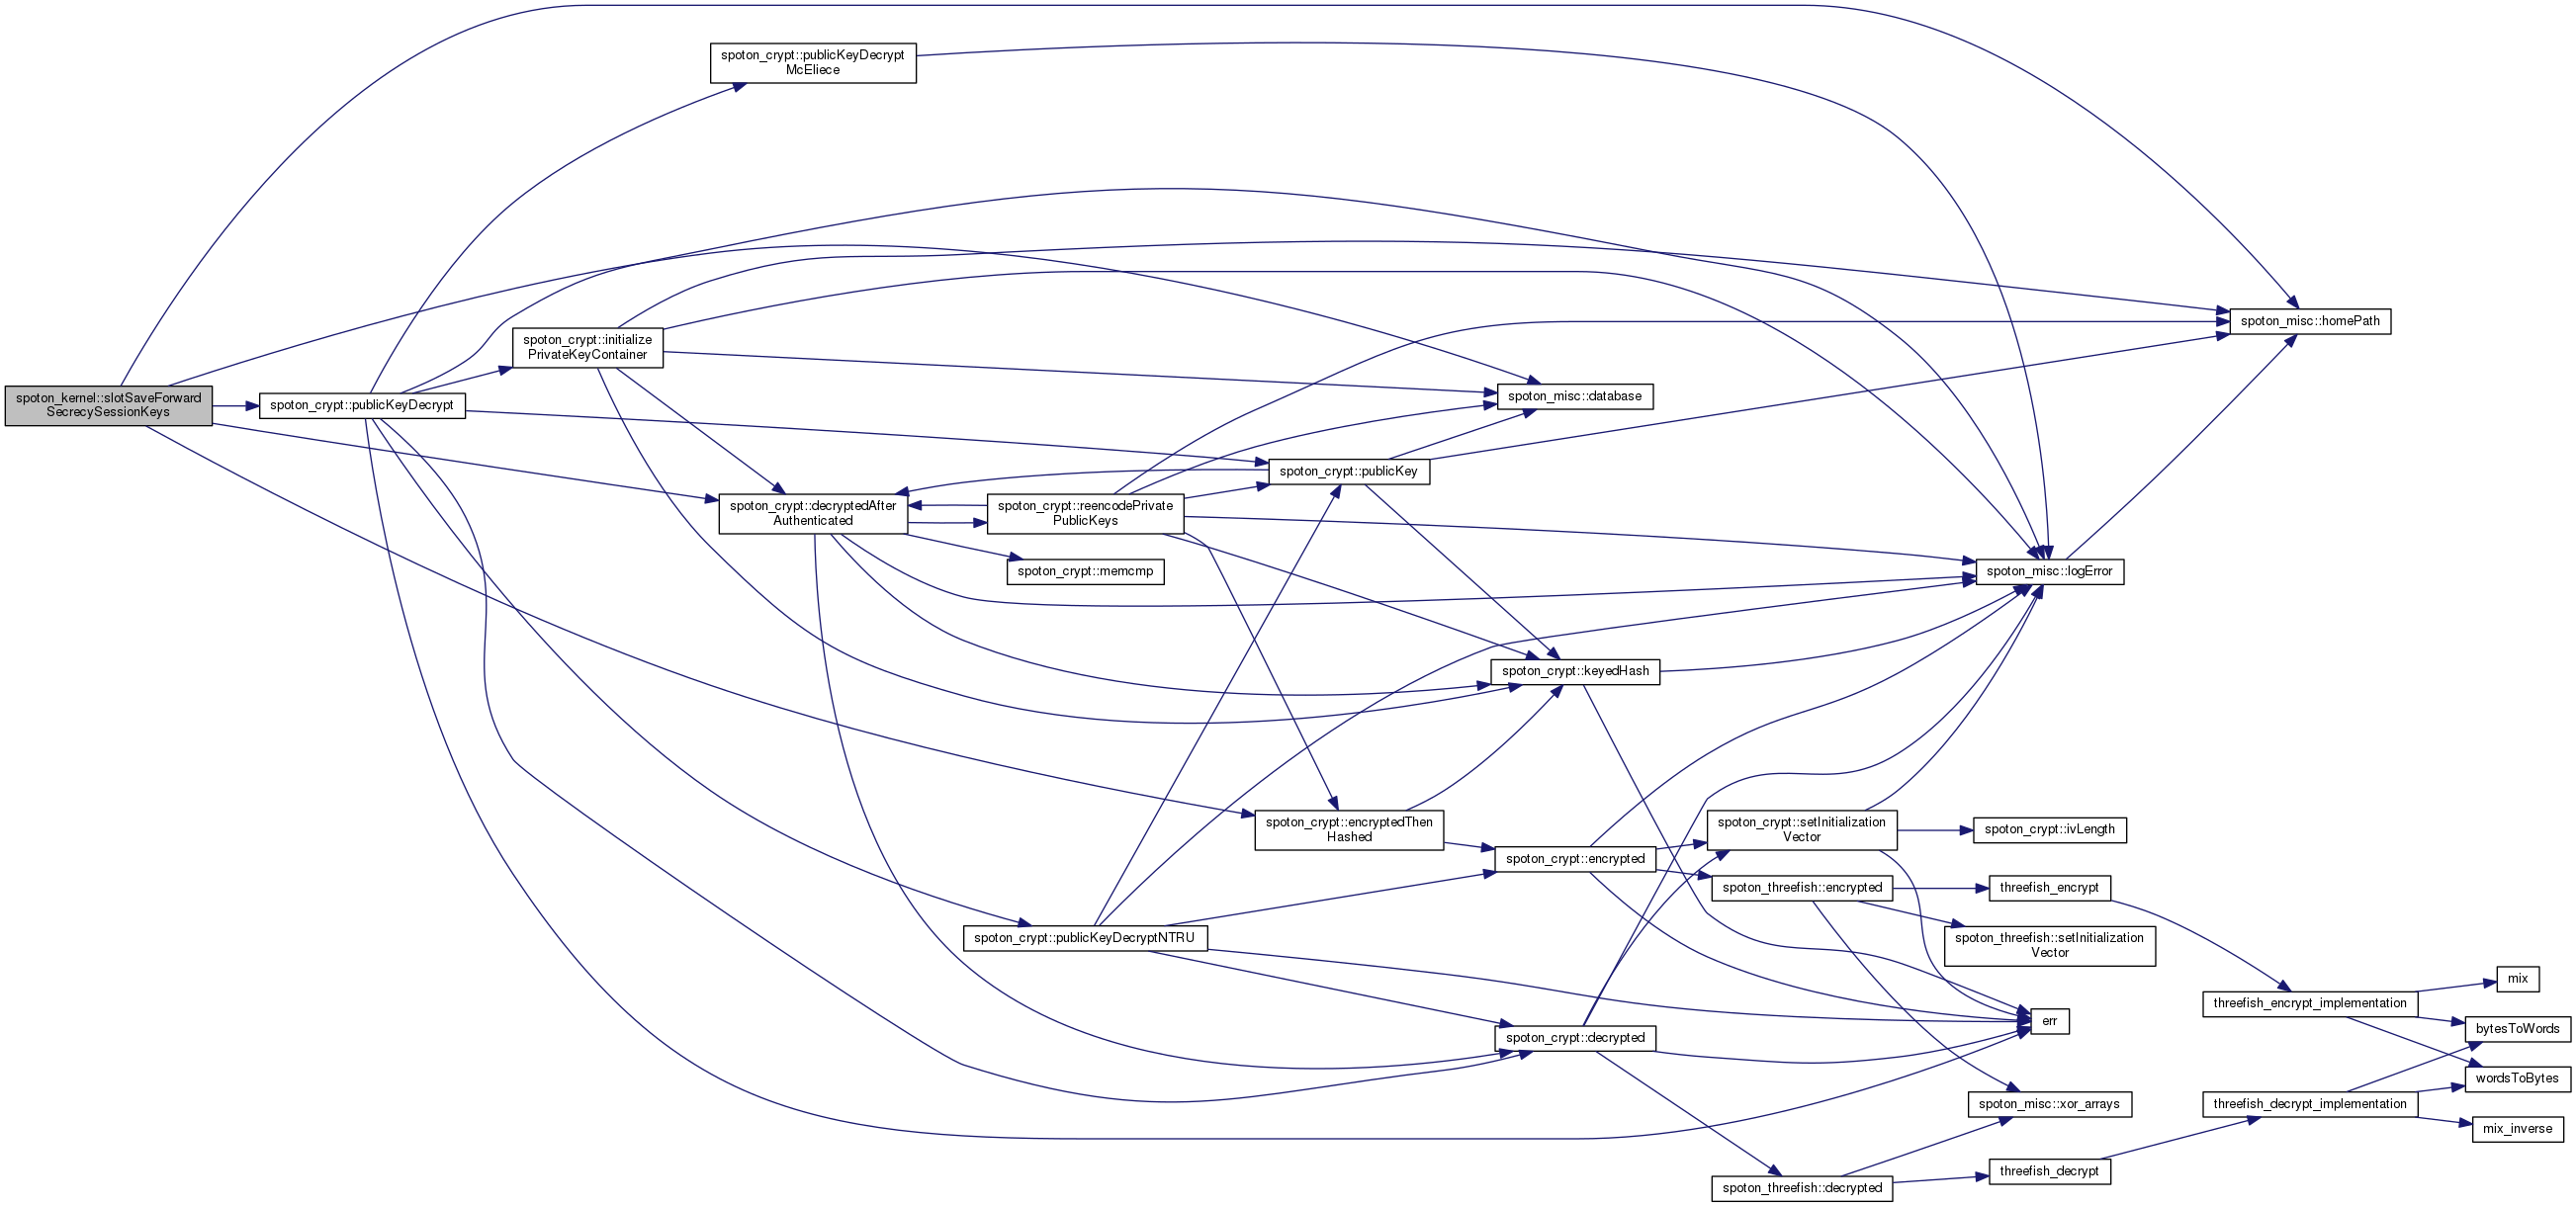 spoton_crypt::publicKeyDecrypt
McEliece
spoton_misc::homePath
spoton_crypt::initialize
PrivateKeyContainer
spoton_kernel::slotSaveForward
SecrecySessionKeys
spoton_crypt::publicKeyDecrypt
spoton_misc::database
spoton_crypt::publicKey
spoton_crypt::decryptedAfter
Authenticated
spoton_crypt::reencodePrivate
PublicKeys
spoton_crypt::memcmp
spoton_misc::logError
spoton_crypt::keyedHash
spoton_crypt::encryptedThen
Hashed
spoton_crypt::setInitialization
Vector
spoton_crypt::ivLength
spoton_crypt::encrypted
spoton_threefish::encrypted
threefish_encrypt
spoton_crypt::publicKeyDecryptNTRU
spoton_threefish::setInitialization
Vector
mix
threefish_encrypt_implementation
err
bytesToWords
spoton_crypt::decrypted
wordsToBytes
spoton_misc::xor_arrays
threefish_decrypt_implementation
mix_inverse
threefish_decrypt
spoton_threefish::decrypted